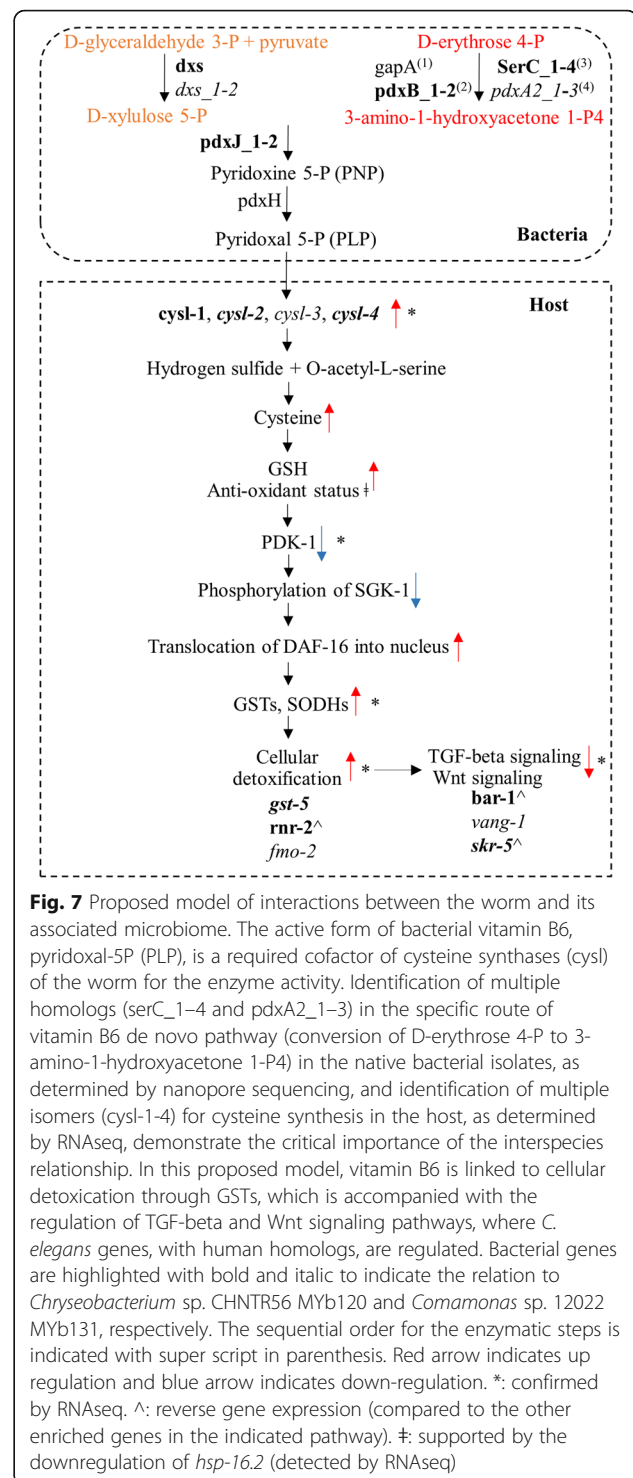 D-glyceraldehyde 3-P + pyruvate
D-erythrose 4-P
dxs
dxs_1-2
gapA(1)
SerC_1-4(3)
pdxB_1-2(2)
pdxA2_1-3(4)
D-xylulose 5-P
3-amino-1-hydroxyacetone 1-P4
pdxJ_1-2
Pyridoxine 5-P (PNP)
pdxH
Pyridoxal 5-P (PLP)
Bacteria
Host
cysl-1, cysl-2, cysl-3, cysl-4 *
Hydrogen sulfide + O-acetyl-L-serine
Cysteine
GSH
Anti-oxidant status ǂ
PDK-1 *
Phosphorylation of SGK-1
Translocation of DAF-16 into nucleus
GSTs, SODHs *
Cellular
detoxification *
gst-5
rnr-2^
fmo-2
TGF-beta signaling
Wnt signaling *
bar-1^
vang-1
skr-5^
Fig. 7 Proposed model of interactions between the worm and its
associated microbiome. The active form of bacterial vitamin B6,
pyridoxal-5P (PLP), is a required cofactor of cysteine synthases (cysl)
of the worm for the enzyme activity. Identification of multiple
homologs (serC_1–4 and pdxA2_1–3) in the specific route of
vitamin B6 de novo pathway (conversion of D-erythrose 4-P to 3-
amino-1-hydroxyacetone 1-P4) in the native bacterial isolates, as
determined by nanopore sequencing, and identification of multiple
isomers (cysl-1-4) for cysteine synthesis in the host, as determined
by RNAseq, demonstrate the critical importance of the interspecies
relationship. In this proposed model, vitamin B6 is linked to cellular
detoxication through GSTs, which is accompanied with the
regulation of TGF-beta and Wnt signaling pathways, where C.
elegans genes, with human homologs, are regulated. Bacterial genes
are highlighted with bold and italic to indicate the relation to
Chryseobacterium sp. CHNTR56 MYb120 and Comamonas sp. 12022
MYb131, respectively. The sequential order for the enzymatic steps is
indicated with super script in parenthesis. Red arrow indicates up
regulation and blue arrow indicates down-regulation. *: confirmed
by RNAseq. ^: reverse gene expression (compared to the other
enriched genes in the indicated pathway). ǂ: supported by the
downregulation of hsp-16.2 (detected by RNAseq)